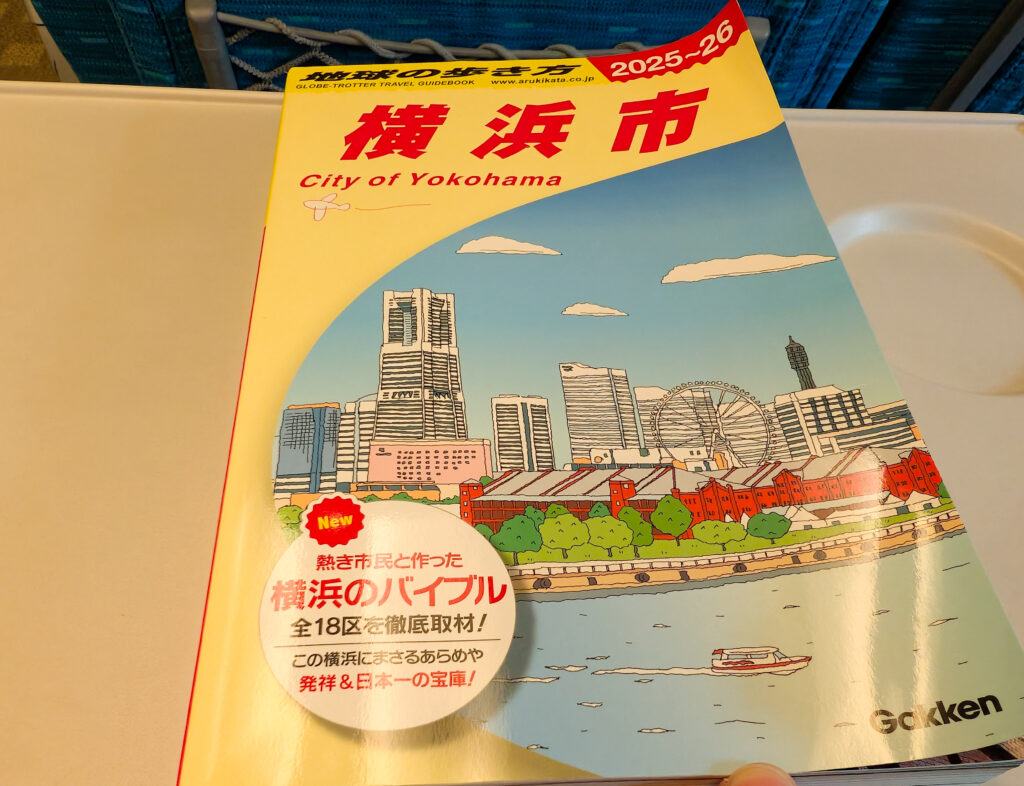 地球の歩き方
GLOBE-TROTTER TRAVEL GUIDEBOOK www.arukikata.co.jp
2025~26
横浜市
City of Yokohama
New
熱き市民と作った
横浜のバイブル
全18区を徹底取材!
この横浜にまさるあらめや
発祥&日本一の宝庫!
Gakken